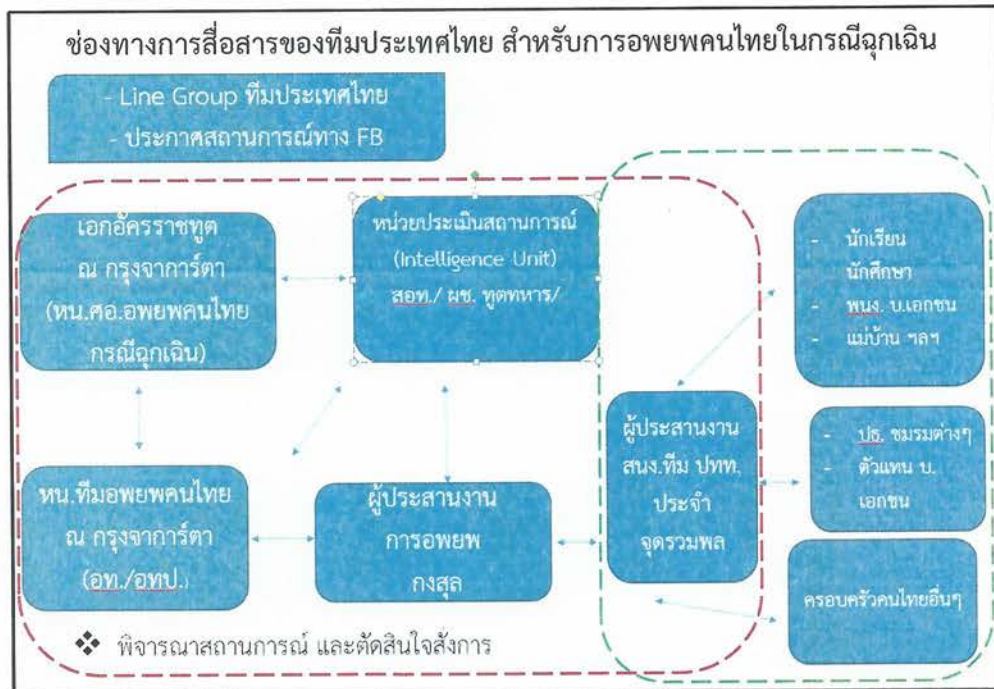 ช่องทางการสื่อสารของทีมประเทศไทย สำหรับการอพยพคนไทยในกรณีฉุกเฉิน
- Line Group ทีมประเทศไทย
- ประกาศสถานการณ์ทาง FB
เอกอัครราชทูต
ณ กรุงจาการ์ตา
(หน.ศอ.อพยพคนไทย
กรณีฉุกเฉิน)
หน่วยประเมินสถานการณ์
(Intelligence Unit)
สอท./ ผช. ทูตทหาร/
- นักเรียน
นักศึกษา
- พนง. บ.เอกชน
- แม่บ้าน ฯลฯ
หน.ทีมอพยพคนไทย
ณ กรุงจาการ์ตา
(อท./อทป.)
ผู้ประสานงาน
การอพยพ
กงสุล
ผู้ประสานงาน
สนง.ทีม ปทท.
ประจำ
จุดรวมพล
- ปธ. ชมรมต่างๆ
- ตัวแทน บ.
เอกชน
ครอบครัวคนไทยอื่นๆ
❖ พิจารณาสถานการณ์ และตัดสินใจสั่งการ